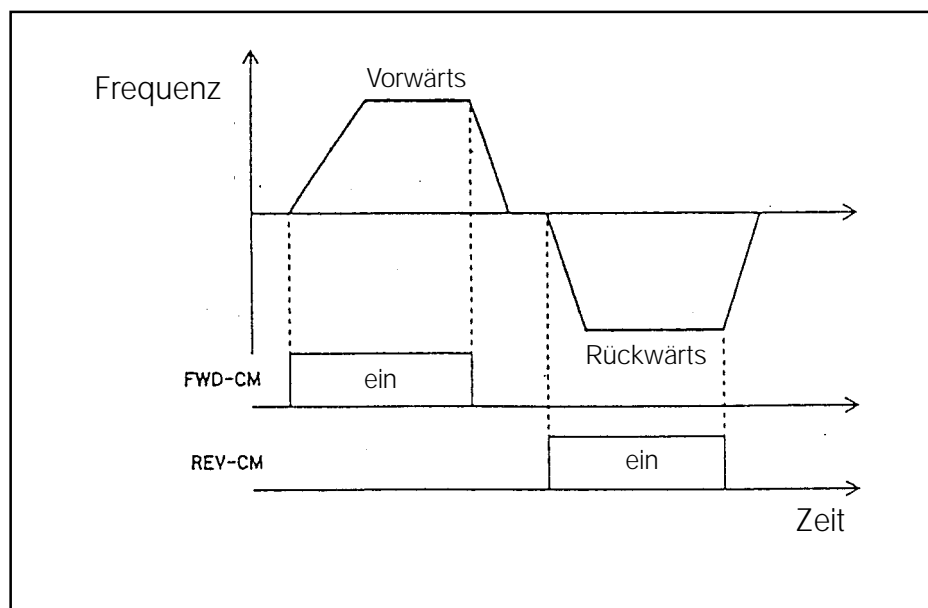 Vorwärts
Frequenz
Rückwärts
FWD-CM
ein
REV-CM
ein
Zeit